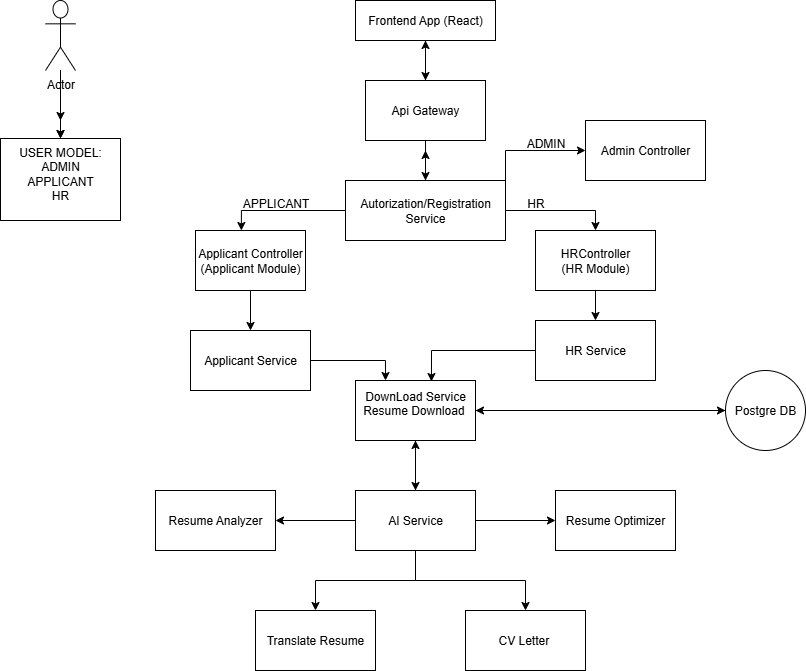 Frontend App (React)
Actor
Api Gateway
USER MODEL:
ADMIN
APPLICANT
HR
ADMIN
Admin Controller
Autorization/Registration
Service
APPLICANT
HR
Applicant Controller
(Applicant Module)
HRController
(HR Module)
Applicant Service
HR Service
DownLoad Service
Resume Download
Postgre DB
Resume Analyzer
AI Service
Resume Optimizer
Translate Resume
CV Letter